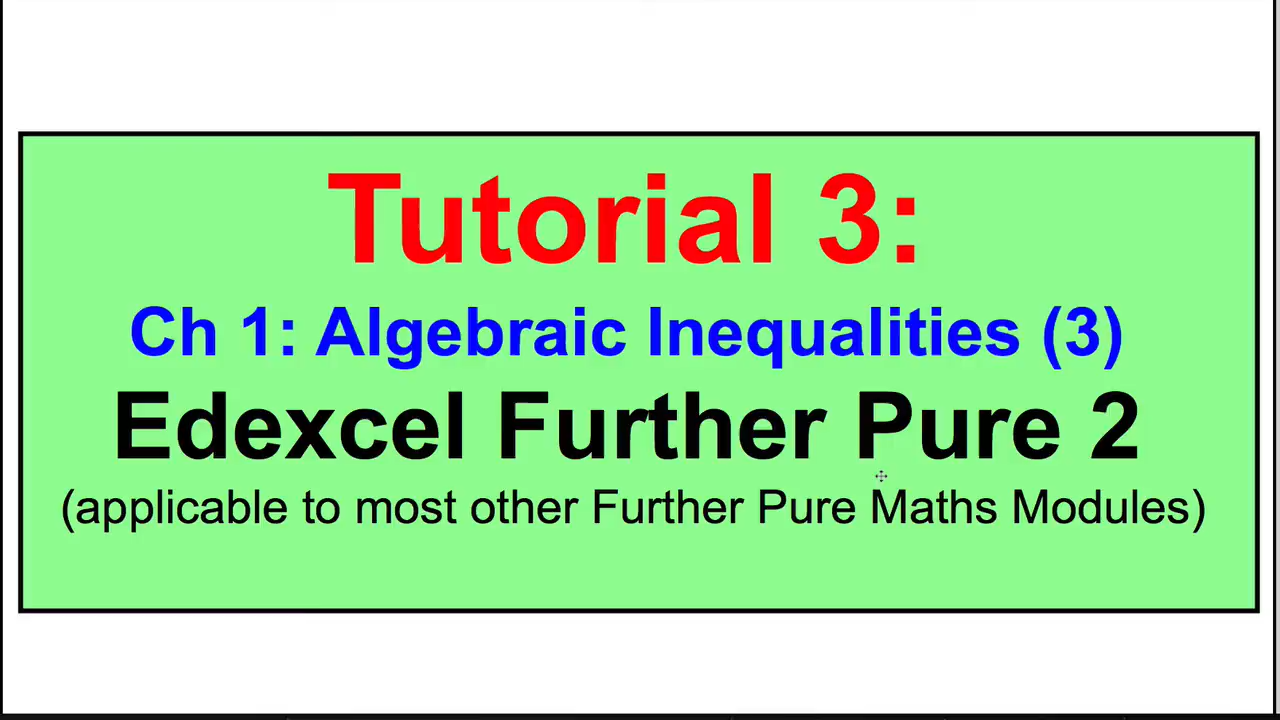 Tutorial 3:
Ch 1: Algebraic Inequalities (3)
Edexcel Further Pure 2
(applicable to most other Further Pure Maths Modules)